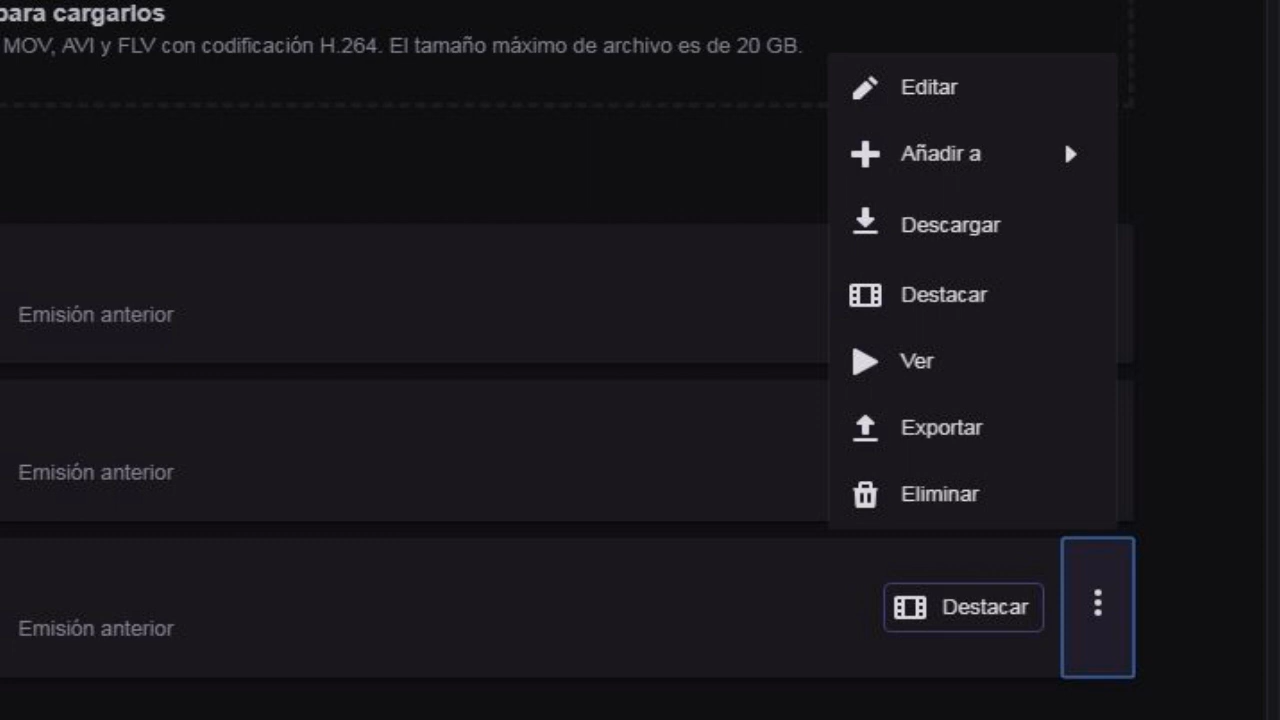 para cargarlos
MOV, AVI y FLV con codificación H.264. El tamaño máximo de archivo es de 20 GB.
Editar
Añadir a
Descargar
Destacar
Emisión anterior
Ver
Exportar
Emisión anterior
Eliminar
Destacar
Emisión anterior